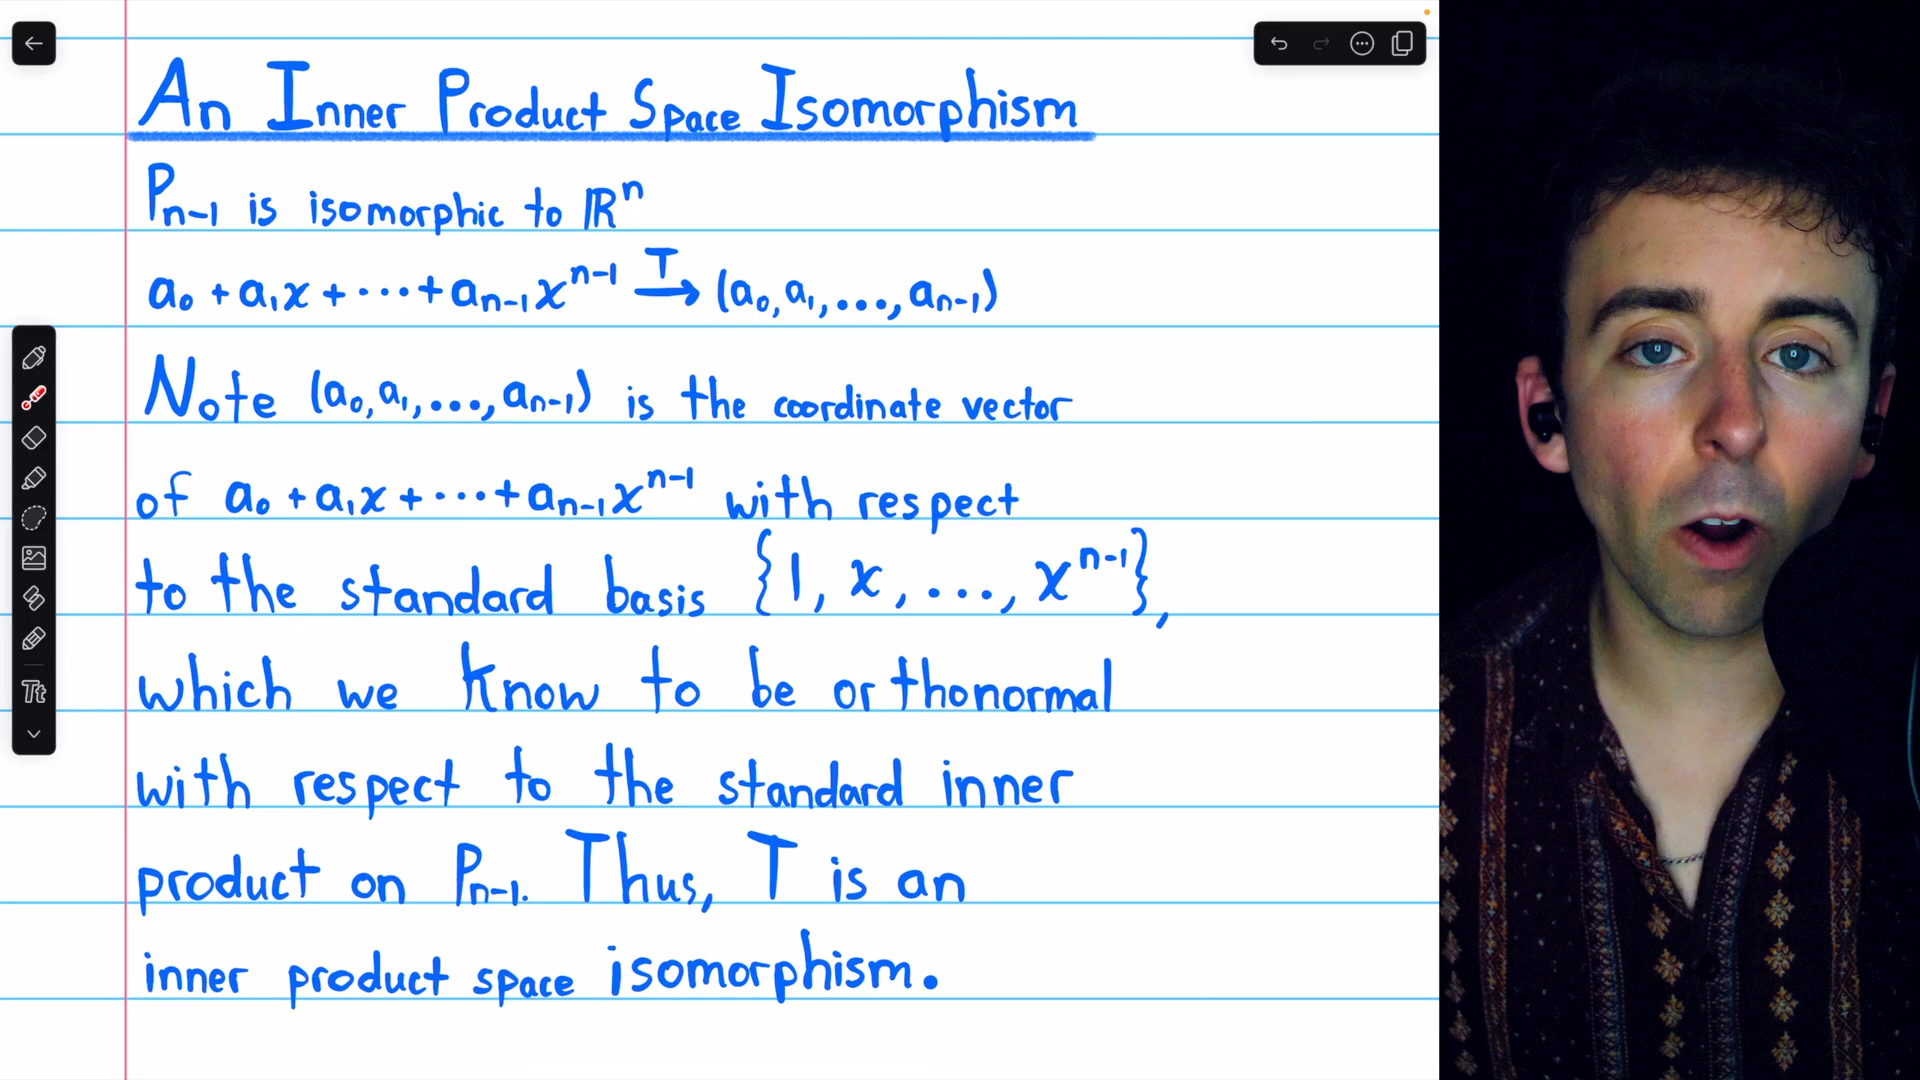 An Inner Product Space Isomorphism
Pₙ₋₁ is isomorphic to ℝⁿ
a₀ + a₁x + ⋯ + aₙ₋₁xⁿ⁻¹ →ᵀ (a₀, a₁, ..., aₙ₋₁)
Note (a₀, a₁, ..., aₙ₋₁) is the coordinate vector
of a₀ + a₁x + ⋯ + aₙ₋₁xⁿ⁻¹ with respect
to the standard basis {1, x, ..., xⁿ⁻¹},
which we know to be orthonormal
with respect to the standard inner
product on Pₙ₋₁. Thus, T is an
inner product space isomorphism.
Tt